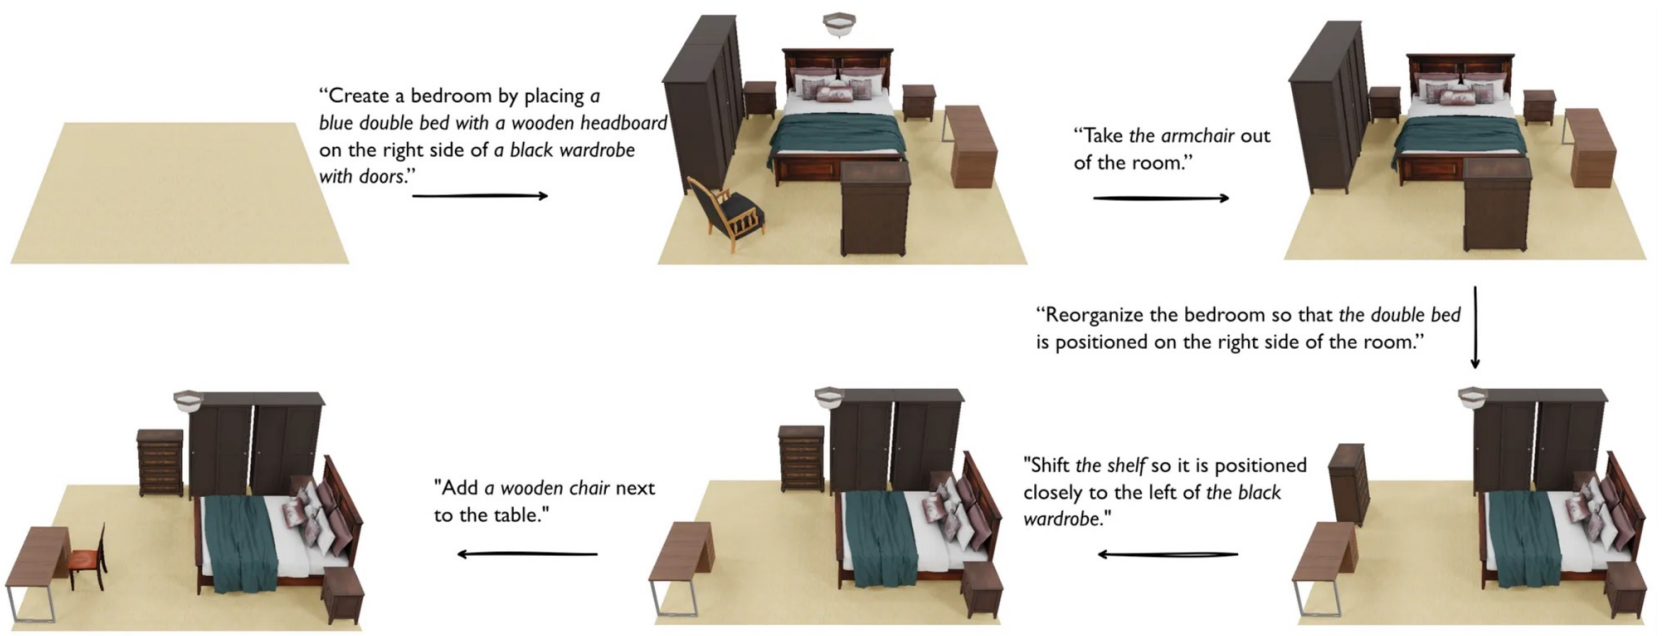 “Create a bedroom by placing a
blue double bed with a wooden headboard
on the right side of a black wardrobe
with doors.”
“Take the armchair out
of the room.”
“Reorganize the bedroom so that the double bed
is positioned on the right side of the room.”
"Shift the shelf so it is positioned
closely to the left of the black
wardrobe."
"Add a wooden chair next
to the table."